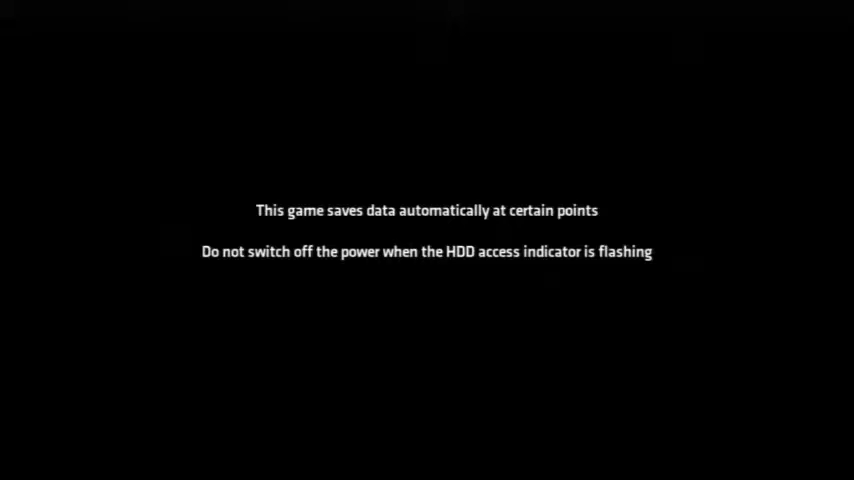 This game saves data automatically at certain points
Do not switch off the power when the HDD access indicator is flashing